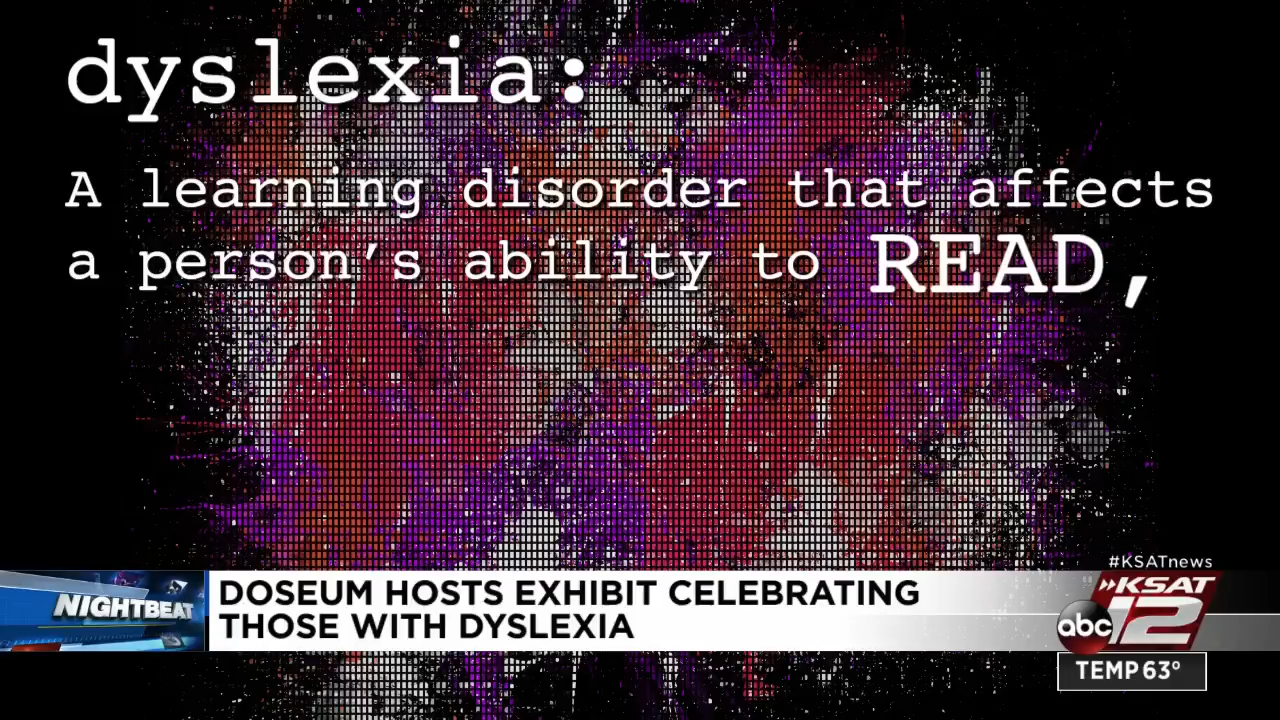 dyslexia:
A learning disorder that affects
a person's ability to READ,
#KSATnews
NIGHTBEAT
DOSEUM HOSTS EXHIBIT CELEBRATING
THOSE WITH DYSLEXIA
KSAT
abc 12
TEMP 63°